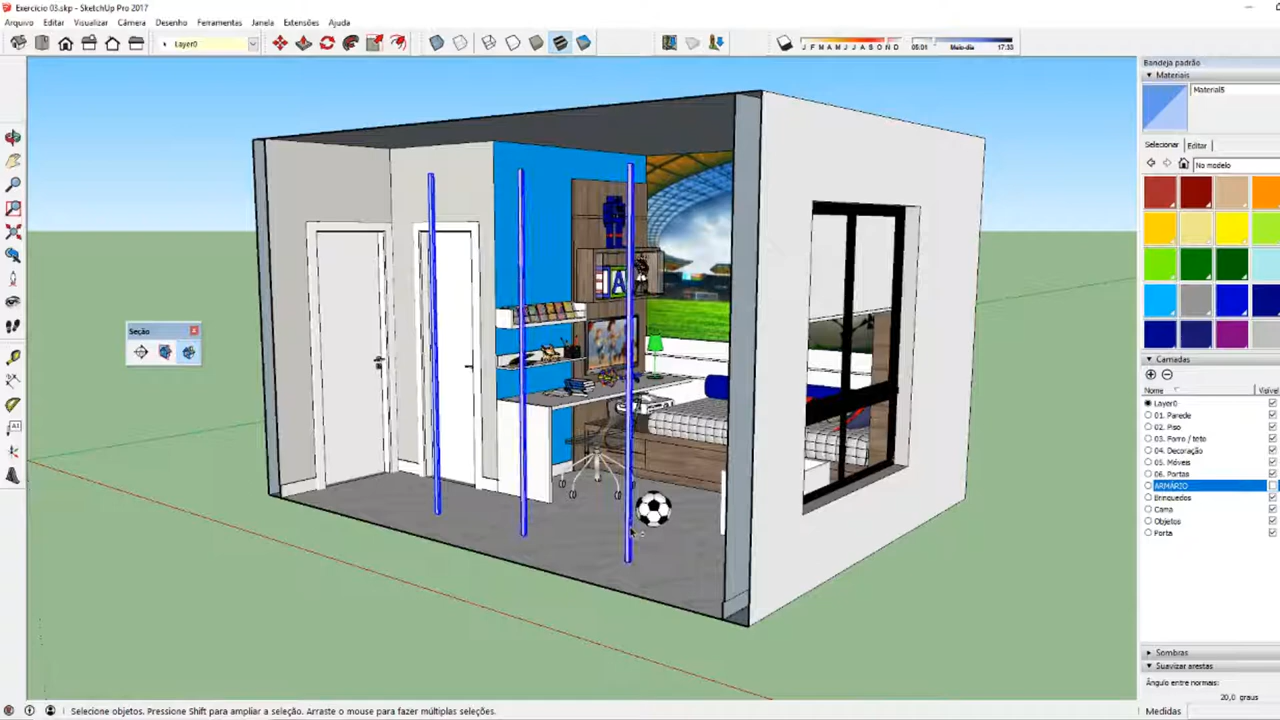 Exercício 03.skp - SketchUp Pro 2017
Arquivo Editar Visualizar Câmera Desenho Ferramentas Janela Extensões Ajuda
Layer0
J F M A M J J A S O N D
05:01 Meio-dia 17:33
Bandeja padrão
Materiais
Material5
Selecionar Editar
No modelo
Seção
Camadas
Nome Visível
Layer0
01. Parede
02. Piso
03. Forro / teto
04. Decoração
05. Móveis
06. Portas
ARMÁRIO
Brinquedos
Cama
Objetos
Porta
Sombras
Suavizar arestas
Ângulo entre normais:
20,0 graus
Selecione objetos. Pressione Shift para ampliar a seleção. Arraste o mouse para fazer múltiplas seleções.
Medidas